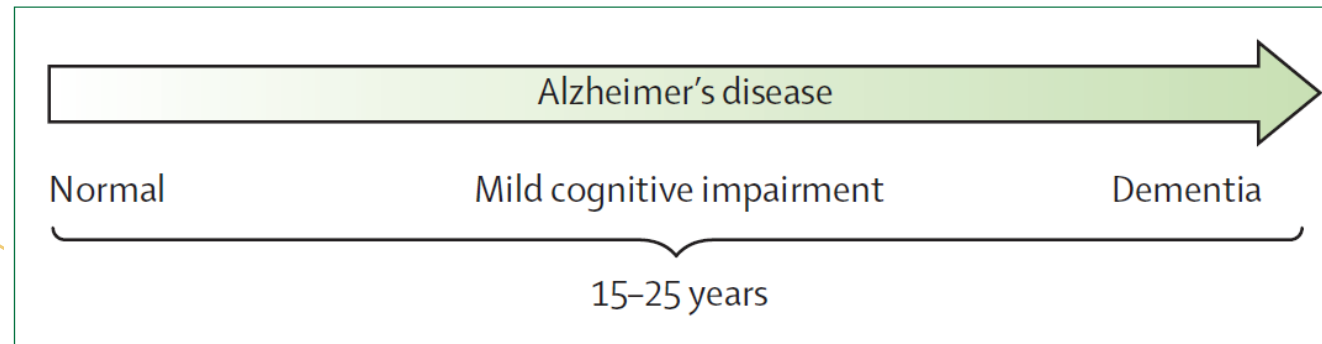 Alzheimer’s disease
Normal Mild cognitive impairment Dementia
15–25 years